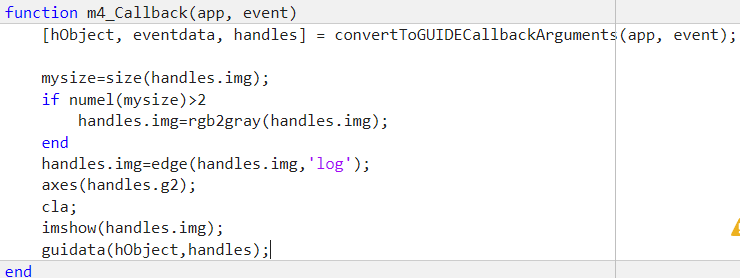 function m4_Callback(app, event)
    [hObject, eventdata, handles] = convertToGUIDECallbackArguments(app, event);
    mysize=size(handles.img);
    if numel(mysize)>2
        handles.img=rgb2gray(handles.img);
    end
    handles.img=edge(handles.img,'log');
    axes(handles.g2);
    cla;
    imshow(handles.img);
    guidata(hObject,handles);
end